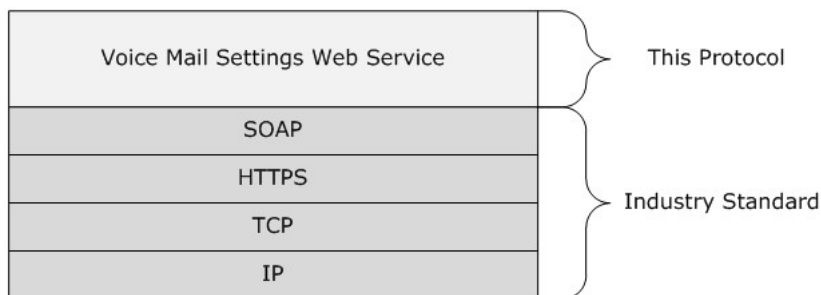 Voice Mail Settings Web Service
This Protocol
SOAP
HTTPS
TCP
IP
Industry Standard